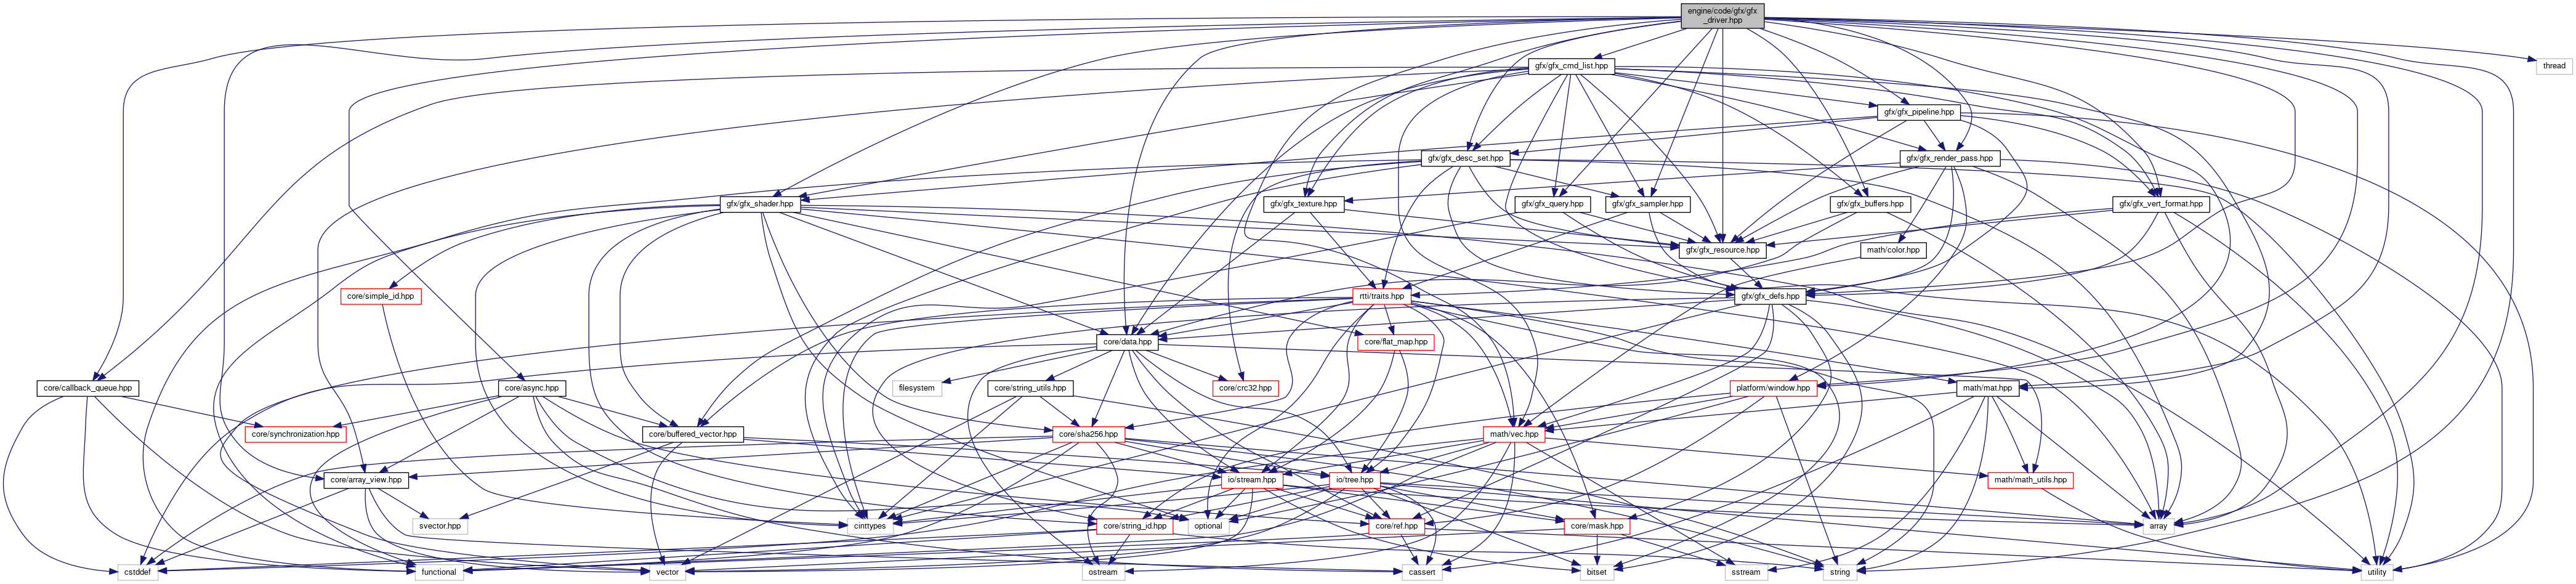 engine/code/gfx/gfx
_driver.hpp
thread
gfx/gfx_cmd_list.hpp
gfx/gfx_pipeline.hpp
gfx/gfx_desc_set.hpp
gfx/gfx_render_pass.hpp
gfx/gfx_shader.hpp
gfx/gfx_texture.hpp
gfx/gfx_query.hpp
gfx/gfx_sampler.hpp
gfx/gfx_buffers.hpp
gfx/gfx_vert_format.hpp
gfx/gfx_resource.hpp
math/color.hpp
core/simple_id.hpp
rtti/traits.hpp
gfx/gfx_defs.hpp
core/data.hpp
core/flat_map.hpp
core/callback_queue.hpp
core/async.hpp
filesystem
core/string_utils.hpp
core/crc32.hpp
platform/window.hpp
math/mat.hpp
core/synchronization.hpp
core/buffered_vector.hpp
core/sha256.hpp
math/vec.hpp
core/array_view.hpp
io/stream.hpp
io/tree.hpp
math/math_utils.hpp
svector.hpp
cinttypes
core/string_id.hpp
optional
core/ref.hpp
core/mask.hpp
array
cstddef
functional
vector
ostream
cassert
bitset
sstream
string
utility